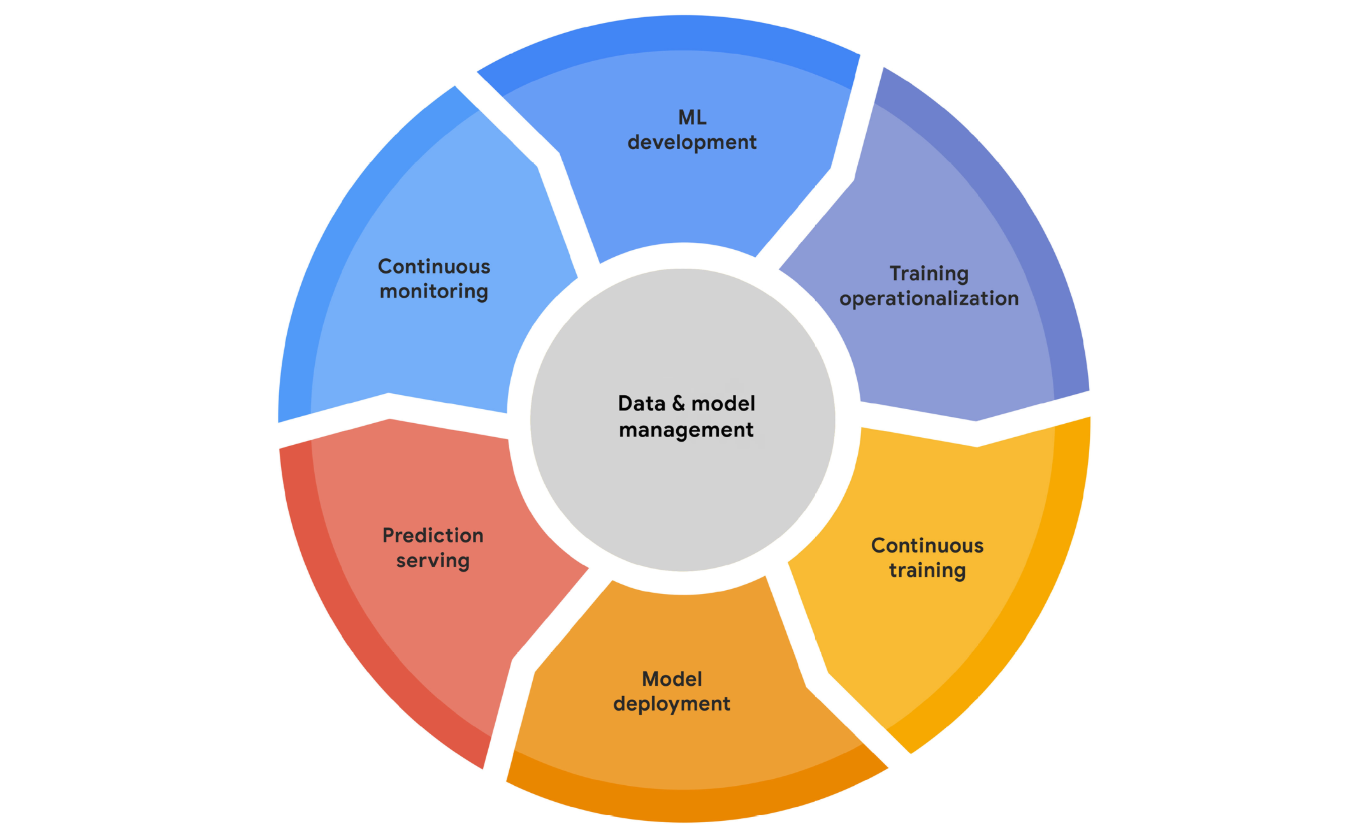 ML
development
Training
operationalization
Continuous
training
Model
deployment
Prediction
serving
Continuous
monitoring
Data & model
management